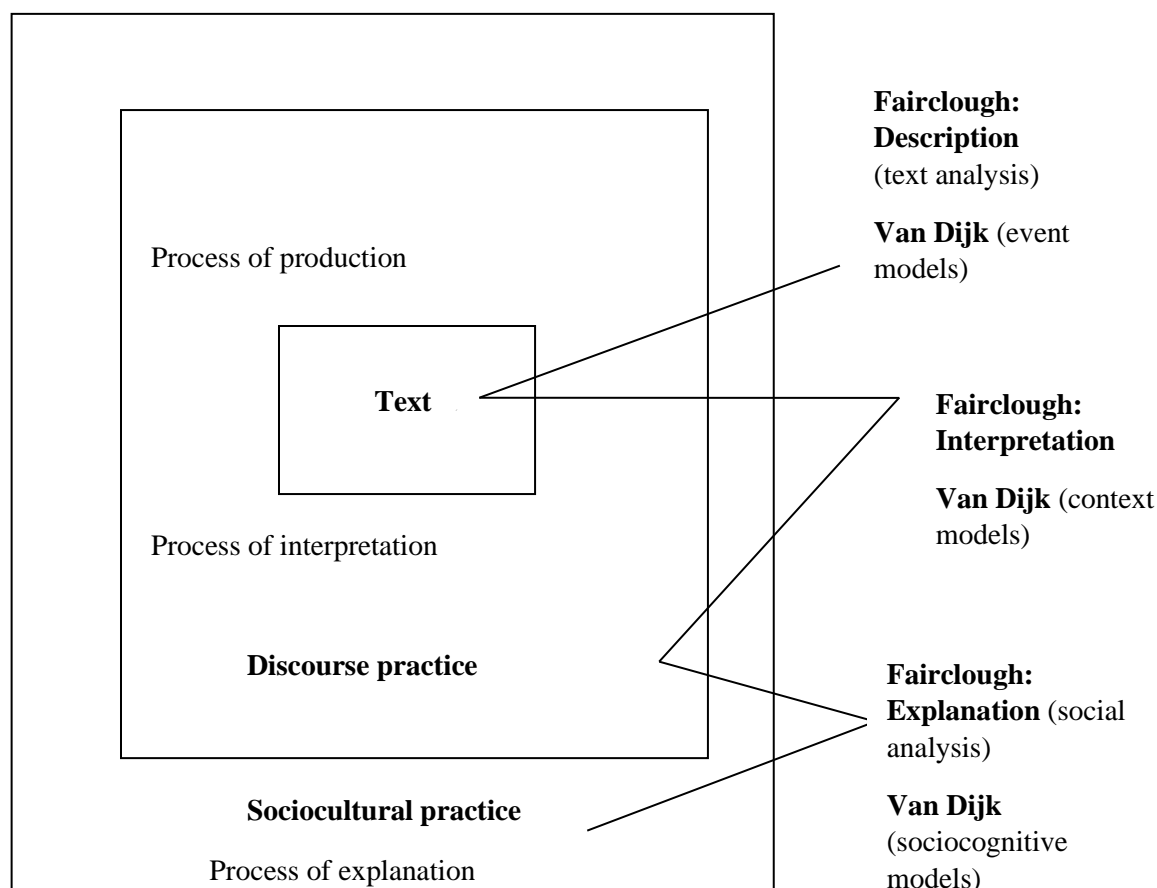 Fairclough:
Description
(text analysis)
Van Dijk (event
models)
Process of production
Text
Fairclough:
Interpretation
Van Dijk (context
models)
Process of interpretation
Discourse practice
Fairclough:
Explanation (social
analysis)
Sociocultural practice
Van Dijk
(sociocognitive
models)
Process of explanation